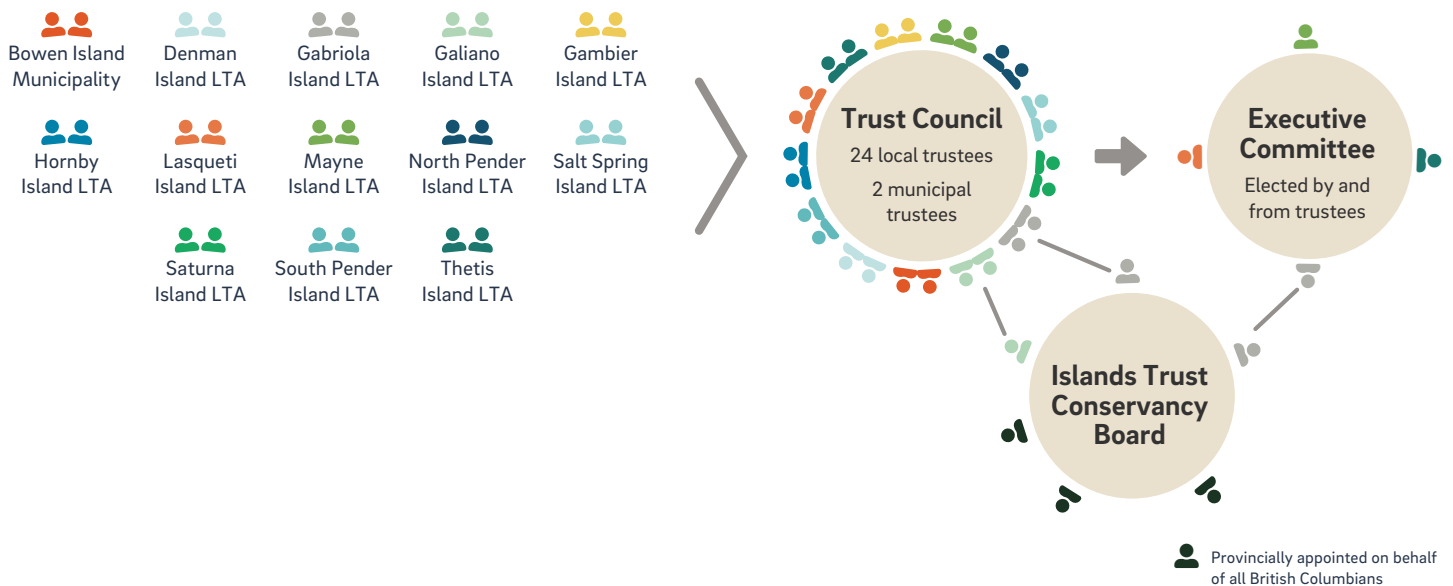 Bowen Island
Municipality
Denman
Island LTA
Gabriola
Island LTA
Galiano
Island LTA
Gambier
Island LTA
Hornby
Island LTA
Lasqueti
Island LTA
Mayne
Island LTA
North Pender
Island LTA
Salt Spring
Island LTA
Saturna
Island LTA
South Pender
Island LTA
Thetis
Island LTA
Trust Council
24 local trustees
2 municipal
trustees
Executive
Committee
Elected by and
from trustees
Islands Trust
Conservancy
Board
Provincially appointed on behalf
of all British Columbians